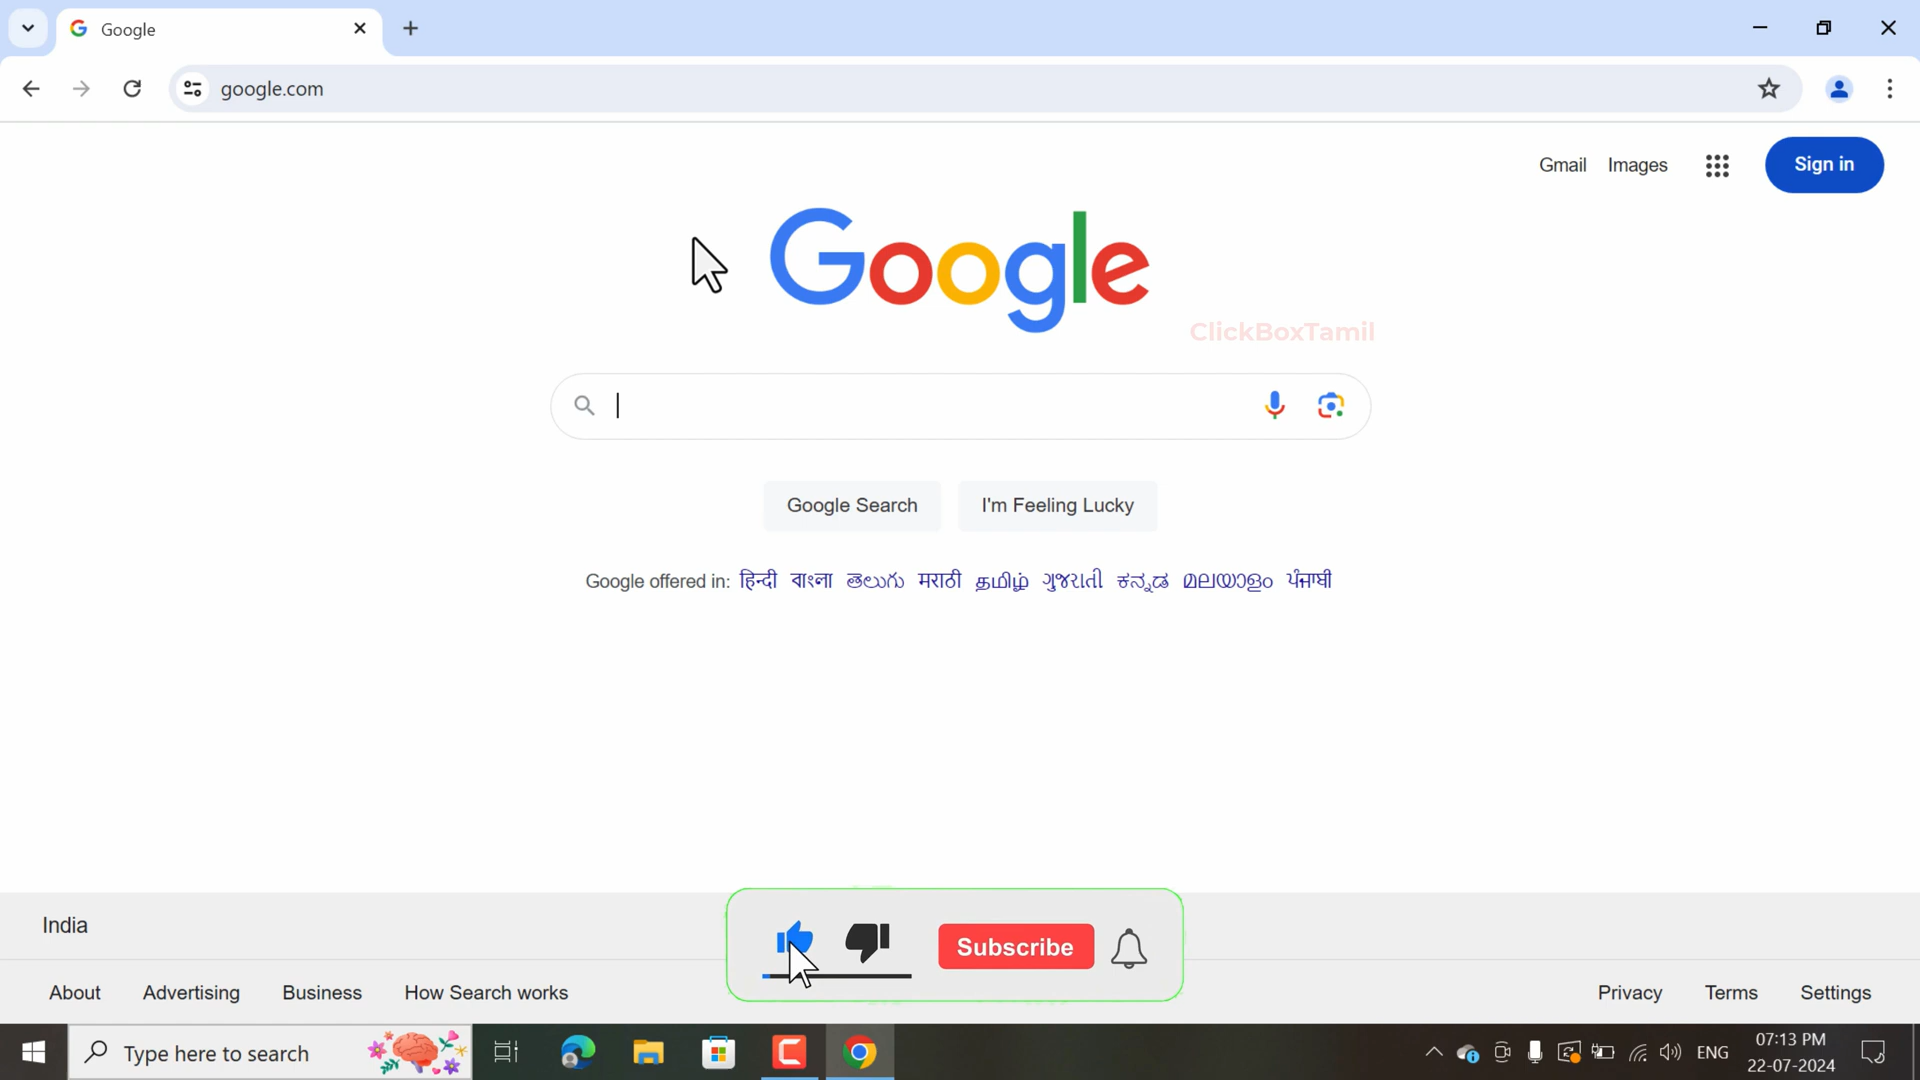 Google
google.com
Gmail Images Sign in
Google
ClickBoxTamil
Google Search I'm Feeling Lucky
Google offered in: हिन्दी বাংলা తెలుగు मराठी தமிழ் ગુજરાતી ಕನ್ನಡ മലയാളം ਪੰਜਾਬੀ
India
Subscribe
About Advertising Business How Search works Privacy Terms Settings
Type here to search
ENG
07:13 PM
22-07-2024